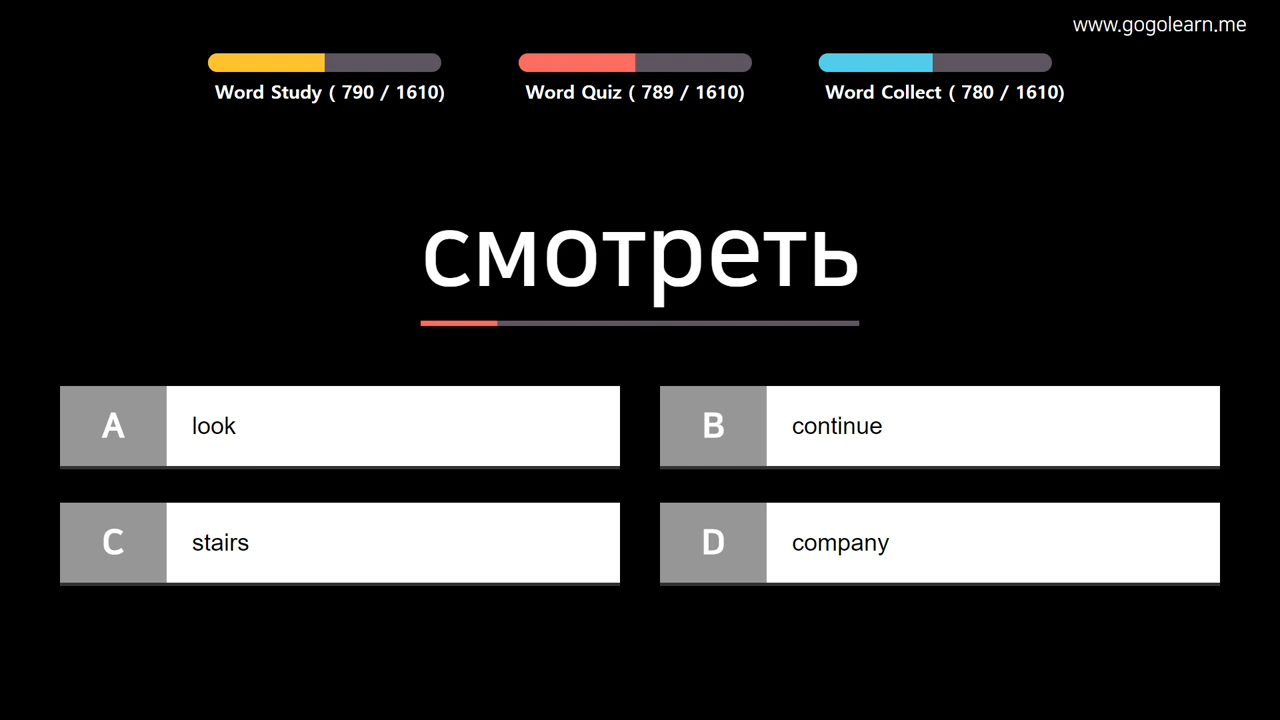 www.gogolearn.me
Word Study ( 790 / 1610)
Word Quiz ( 789 / 1610)
Word Collect ( 780 / 1610)
смотреть
A look
B continue
C stairs
D company